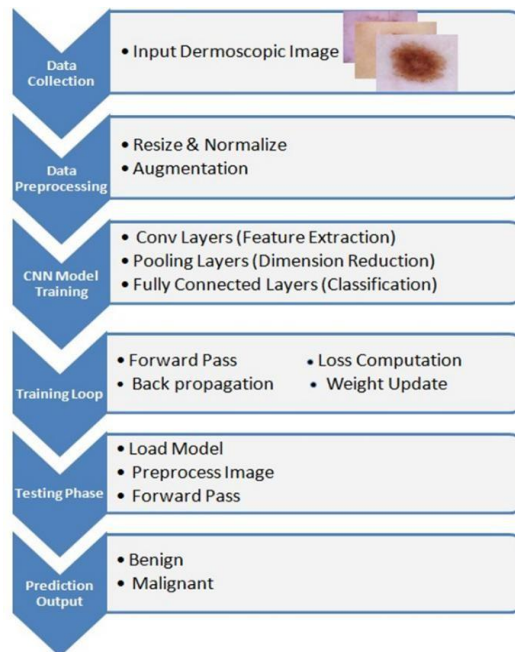 Data
Collection
• Input Dermoscopic Image
Data
Preprocessing
• Resize & Normalize
• Augmentation
CNN Model
Training
• Conv Layers (Feature Extraction)
• Pooling Layers (Dimension Reduction)
• Fully Connected Layers (Classification)
Training Loop
• Forward Pass • Loss Computation
• Back propagation • Weight Update
Testing Phase
• Load Model
• Preprocess Image
• Forward Pass
Prediction
Output
• Benign
• Malignant